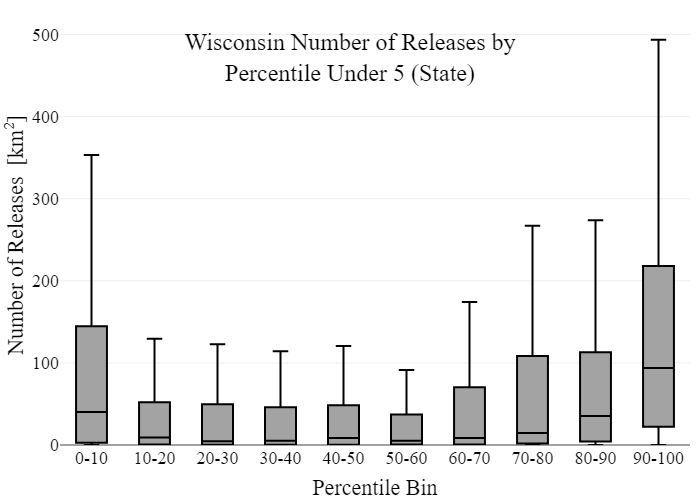 Wisconsin Number of Releases by
Percentile Under 5 (State)
Number of Releases [km²]
500
400
300
200
100
0
0-10 10-20 20-30 30-40 40-50 50-60 60-70 70-80 80-90 90-100
Percentile Bin